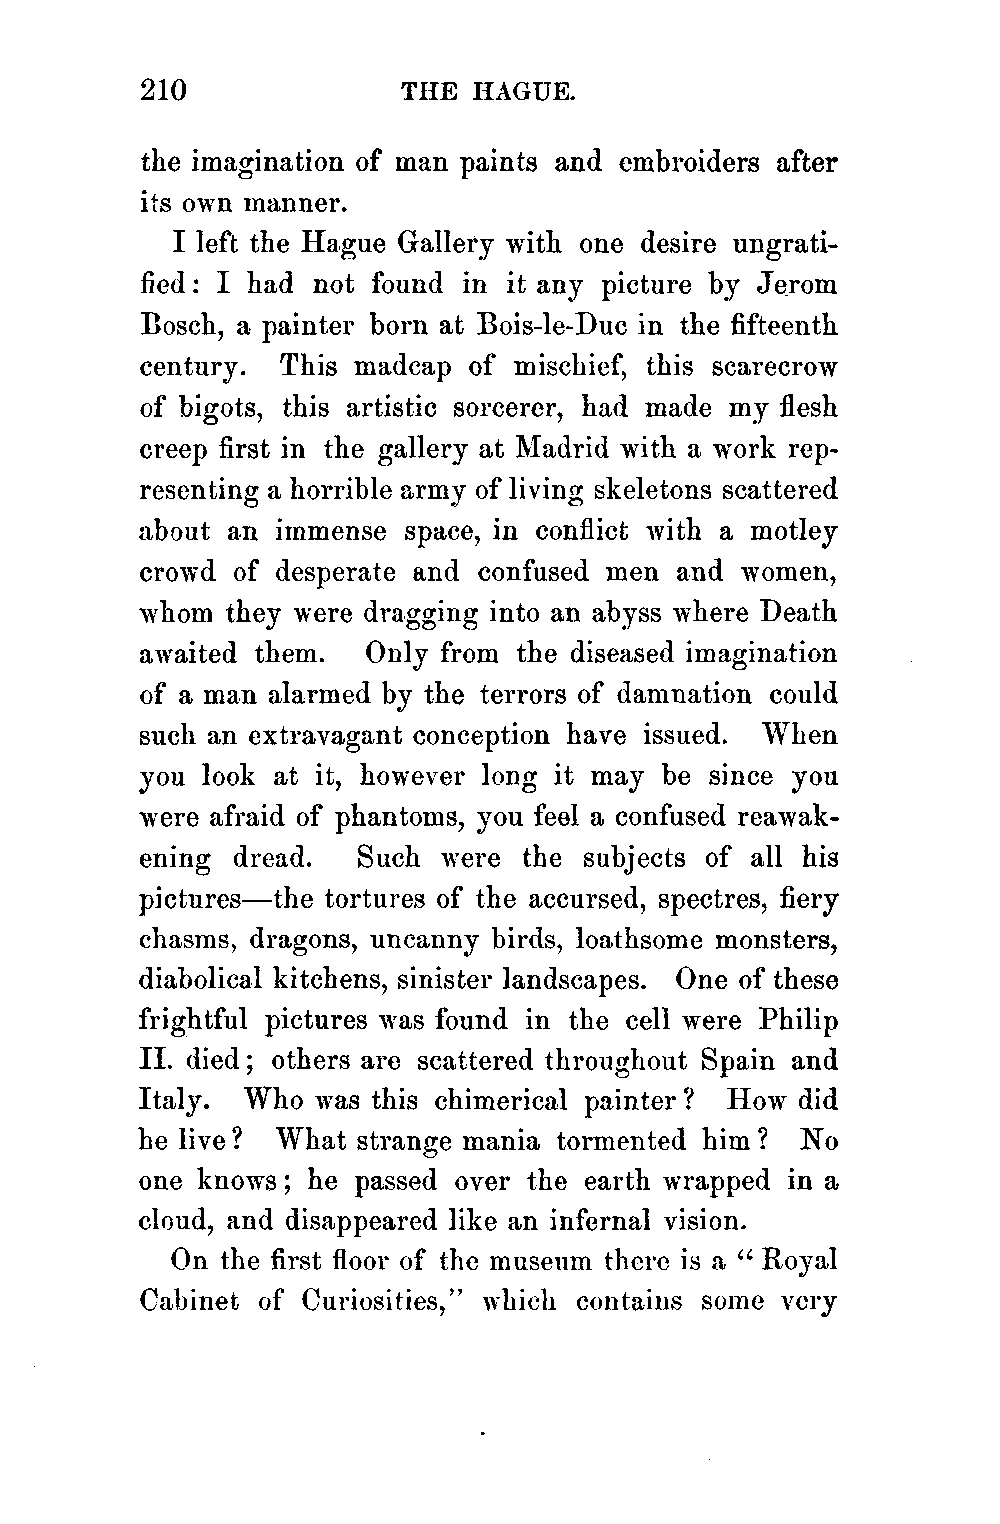 210 THE HAGUE.
the imagination of man paints and embroiders after
its own manner.
I left the Hague Gallery with one desire ungrati-
fied: I had not found in it any picture by Jerom
Bosch, a painter born at Bois-le-Duc in the fifteenth
century. This madcap of mischief, this scarecrow
of bigots, this artistic sorcerer, had made my flesh
creep first in the gallery at Madrid with a work rep-
resenting a horrible army of living skeletons scattered
about an immense space, in conflict with a motley
crowd of desperate and confused men and women,
whom they were dragging into an abyss where Death
awaited them. Only from the diseased imagination
of a man alarmed by the terrors of damnation could
such an extravagant conception have issued. When
you look at it, however long it may be since you
were afraid of phantoms, you feel a confused reawak-
ening dread. Such were the subjects of all his
pictures—the tortures of the accursed, spectres, fiery
chasms, dragons, uncanny birds, loathsome monsters,
diabolical kitchens, sinister landscapes. One of these
frightful pictures was found in the cell were Philip
II. died; others are scattered throughout Spain and
Italy. Who was this chimerical painter? How did
he live? What strange mania tormented him? No
one knows; he passed over the earth wrapped in a
cloud, and disappeared like an infernal vision.
On the first floor of the museum there is a “Royal
Cabinet of Curiosities,” which contains some very